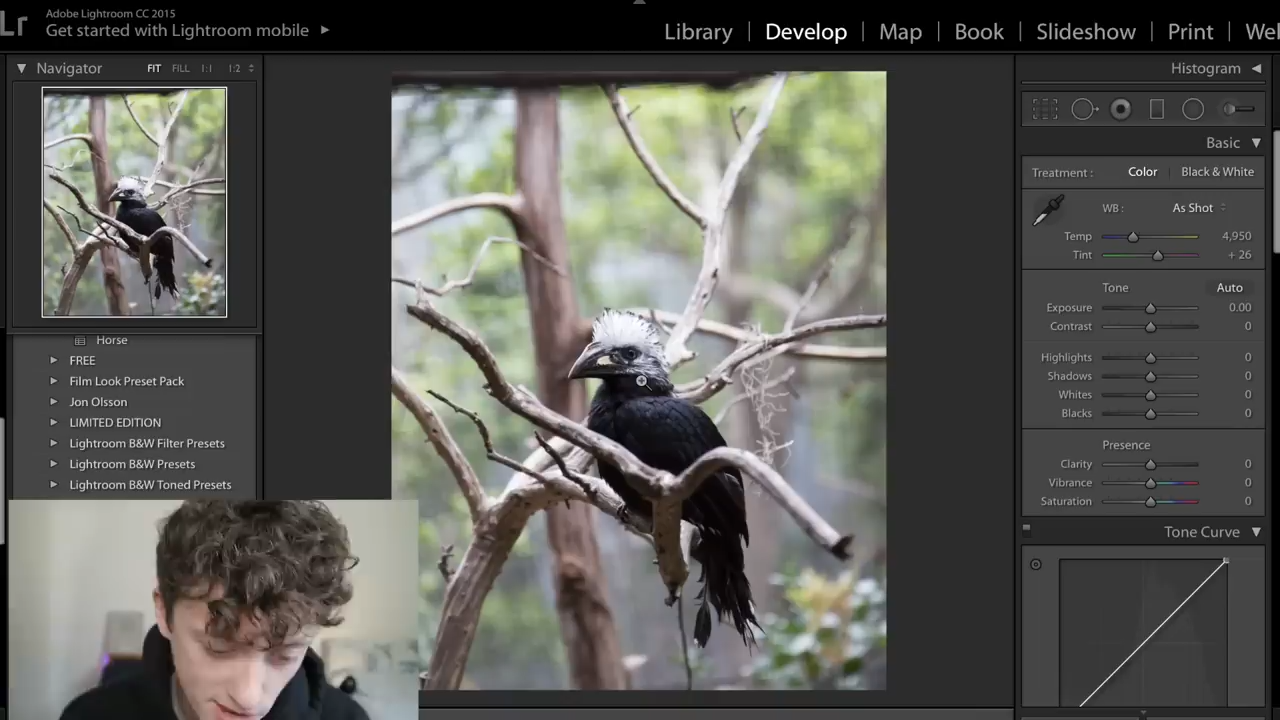 Lr
Adobe Lightroom CC 2015
Get started with Lightroom mobile
Library | Develop | Map | Book | Slideshow | Print |
Navigator FIT FILL 1:1 1:2
Horse
FREE
Film Look Preset Pack
Jon Olsson
LIMITED EDITION
Lightroom B&W Filter Presets
Lightroom B&W Presets
Lightroom B&W Toned Presets
Histogram
Basic
Treatment : Color | Black & White
WB : As Shot
Temp 4,950
Tint + 26
Tone Auto
Exposure 0.00
Contrast 0
Highlights 0
Shadows 0
Whites 0
Blacks 0
Presence
Clarity 0
Vibrance 0
Saturation 0
Tone Curve